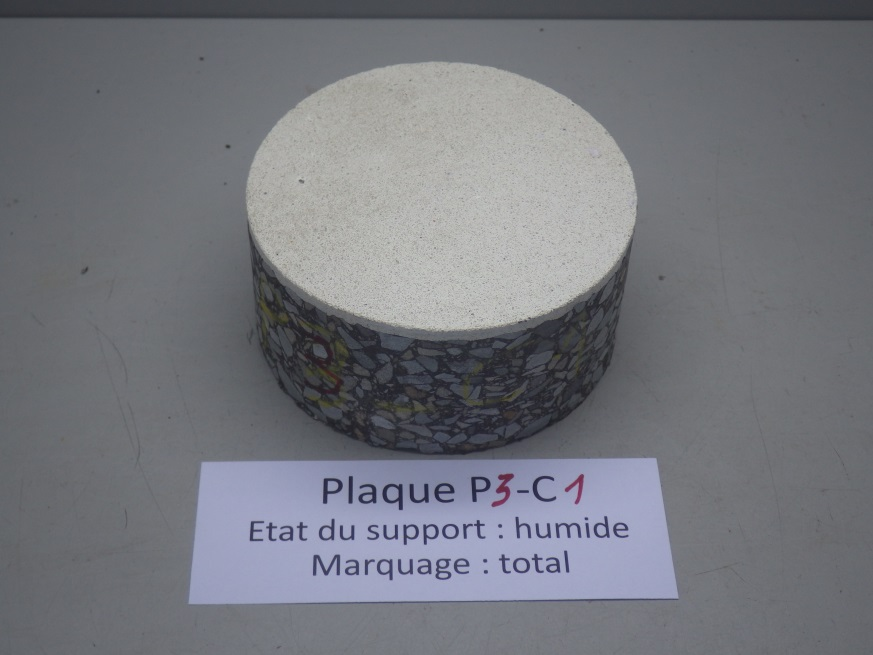 Plaque P3-C1
Etat du support : humide
Marquage : total